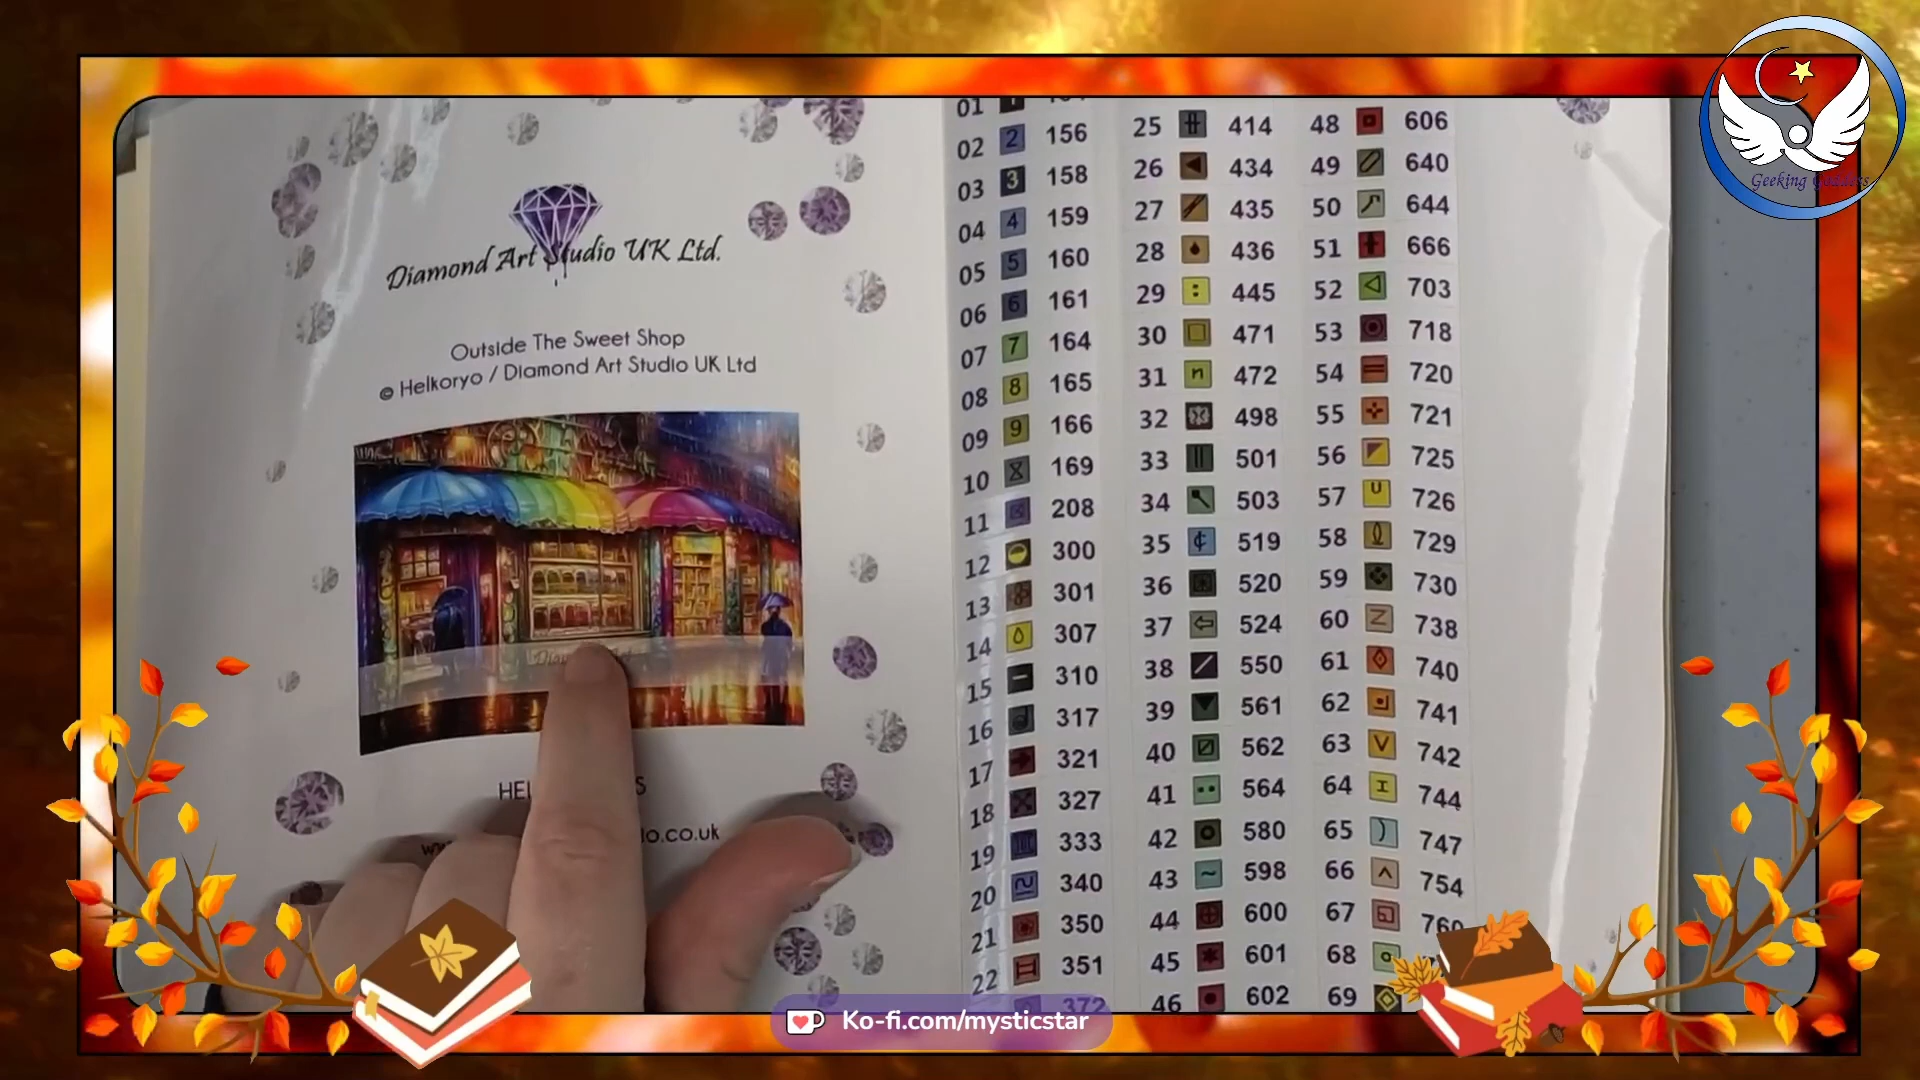 Geeking Goddess
Diamond Art Studio UK Ltd.
Outside The Sweet Shop
© Helkoryo / Diamond Art Studio UK Ltd
01
02 2 156
03 3 158
04 4 159
05 5 160
06 6 161
07 7 164
08 8 165
09 9 166
10 169
11 208
12 300
13 301
14 307
15 310
16 317
17 321
18 327
19 333
20 340
21 350
22 351
372
25 414
26 434
27 435
28 436
29 445
30 471
31 n 472
32 498
33 501
34 503
35 ¢ 519
36 520
37 524
38 550
39 561
40 562
41 564
42 580
43 ~ 598
44 600
45 601
46 602
48 606
49 640
50 644
51 666
52 703
53 718
54 720
55 721
56 725
57 U 726
58 729
59 730
60 Z 738
61 740
62 741
63 V 742
64 I 744
65 ) 747
66 ^ 754
67 760
68
69
Ko-fi.com/mysticstar